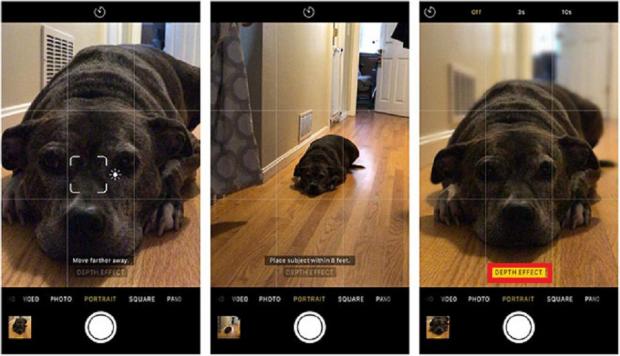 Move farther away.
DEPTH EFFECT
VIDEO PHOTO PORTRAIT SQUARE PANO
Place subject within 8 feet.
DEPTH EFFECT
VIDEO PHOTO PORTRAIT SQUARE PANO
Off 3s 10s
DEPTH EFFECT
VIDEO PHOTO PORTRAIT SQUARE PANO